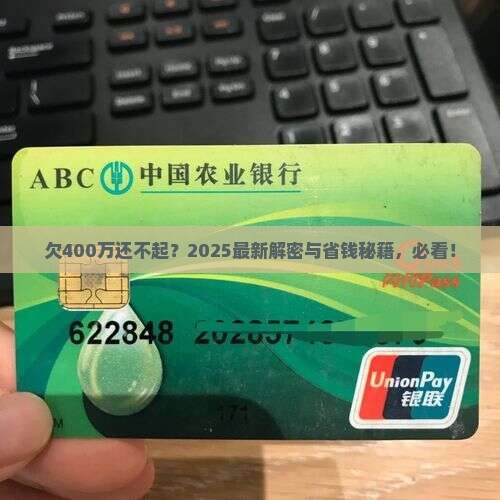 ABC 中国农业银行
欠400万还不起？2025最新解密与省钱秘籍，必看！
622848
171
UnionPay
银联